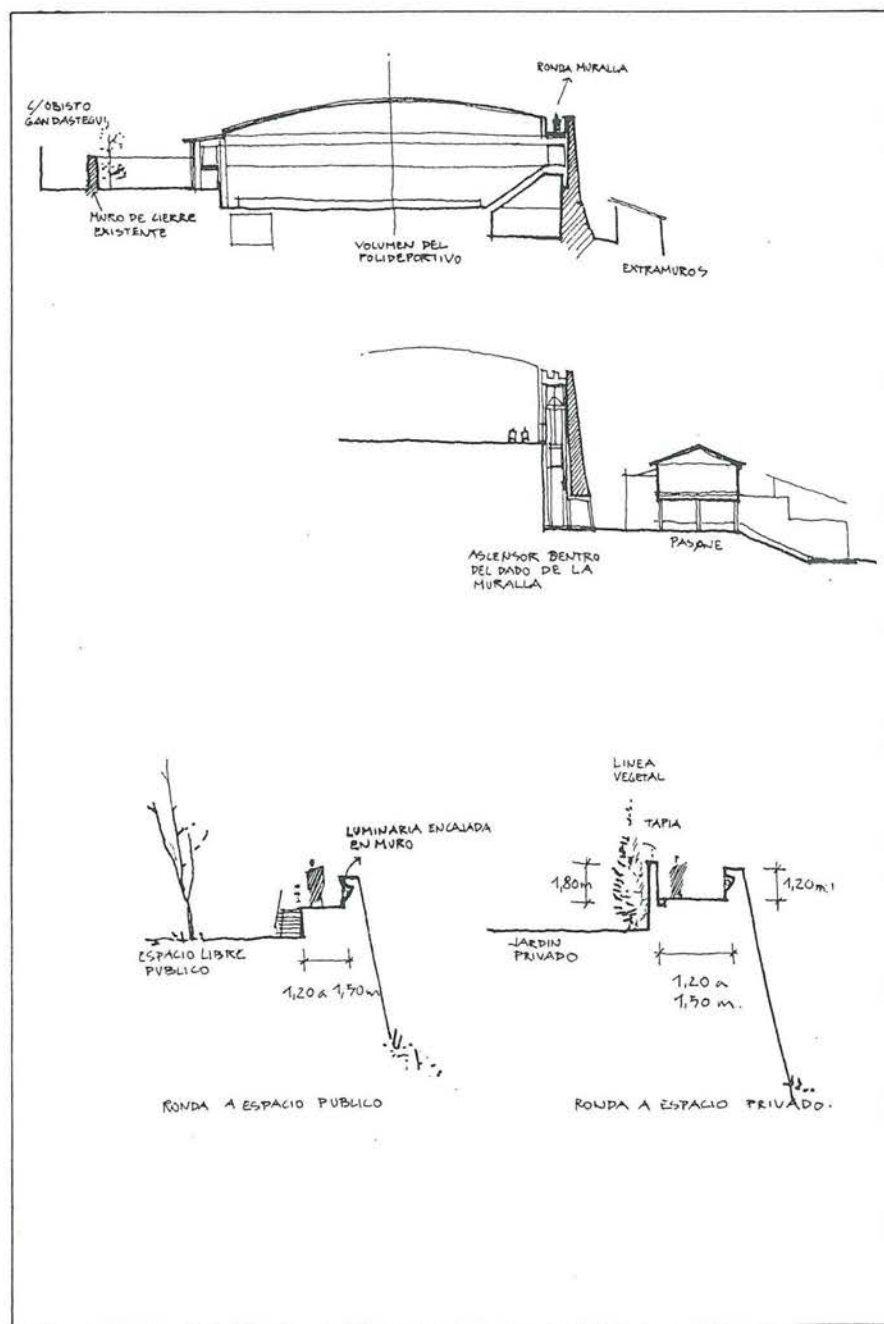 RONDA MURALLA
C/OBISTO
GANDASTEGUI,
MURO DE CIERRE
EXISTENTE
VOLUMEN DEL
POLIDEPORTIVO
EXTRAMUROS
ASCENSOR DENTRO
DEL DADO DE LA
MURALLA
PASAJE
LINEA
VEGETAL
TAPIA
LUMINARIA ENCAJADA
EN MURO
1,80m
1,20m
ESPACIO LIBRE
PUBLICO
1,20 a 1,50m
JARDIN
PRIVADO
1,20 a
1,50 m.
RONDA A ESPACIO PUBLICO
RONDA A ESPACIO PRIVADO.